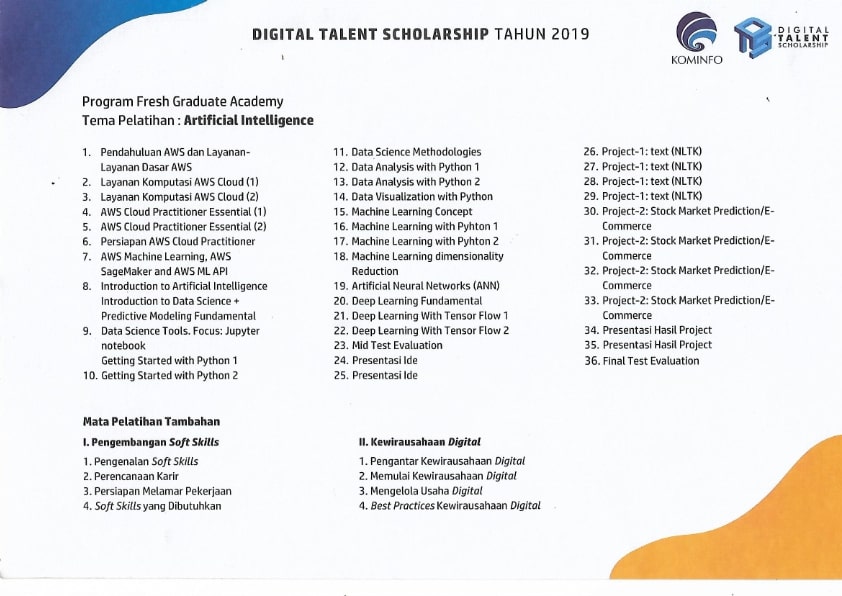 DIGITAL TALENT SCHOLARSHIP TAHUN 2019
KOMINFO
DIGITAL
TALENT
SCHOLARSHIP
Program Fresh Graduate Academy
Tema Pelatihan : Artificial Intelligence
1. Pendahuluan AWS dan Layanan-
Layanan Dasar AWS
2. Layanan Komputasi AWS Cloud (1)
3. Layanan Komputasi AWS Cloud (2)
4. AWS Cloud Practitioner Essential (1)
5. AWS Cloud Practitioner Essential (2)
6. Persiapan AWS Cloud Practitioner
7. AWS Machine Learning, AWS
SageMaker and AWS ML API
8. Introduction to Artificial Intelligence
Introduction to Data Science +
Predictive Modeling Fundamental
9. Data Science Tools. Focus: Jupyter
notebook
Getting Started with Python 1
10. Getting Started with Python 2
11. Data Science Methodologies
12. Data Analysis with Python 1
13. Data Analysis with Python 2
14. Data Visualization with Python
15. Machine Learning Concept
16. Machine Learning with Pyhton 1
17. Machine Learning with Pyhton 2
18. Machine Learning dimensionality
Reduction
19. Artificial Neural Networks (ANN)
20. Deep Learning Fundamental
21. Deep Learning With Tensor Flow 1
22. Deep Learning With Tensor Flow 2
23. Mid Test Evaluation
24. Presentasi Ide
25. Presentasi Ide
26. Project-1: text (NLTK)
27. Project-1: text (NLTK)
28. Project-1: text (NLTK)
29. Project-1: text (NLTK)
30. Project-2: Stock Market Prediction/E-
Commerce
31. Project-2: Stock Market Prediction/E-
Commerce
32. Project-2: Stock Market Prediction/E-
Commerce
33. Project-2: Stock Market Prediction/E-
Commerce
34. Presentasi Hasil Project
35. Presentasi Hasil Project
36. Final Test Evaluation
Mata Pelatihan Tambahan
I. Pengembangan Soft Skills
1. Pengenalan Soft Skills
2. Perencanaan Karir
3. Persiapan Melamar Pekerjaan
4. Soft Skills yang Dibutuhkan
II. Kewirausahaan Digital
1. Pengantar Kewirausahaan Digital
2. Memulai Kewirausahaan Digital
3. Mengelola Usaha Digital
4. Best Practices Kewirausahaan Digital